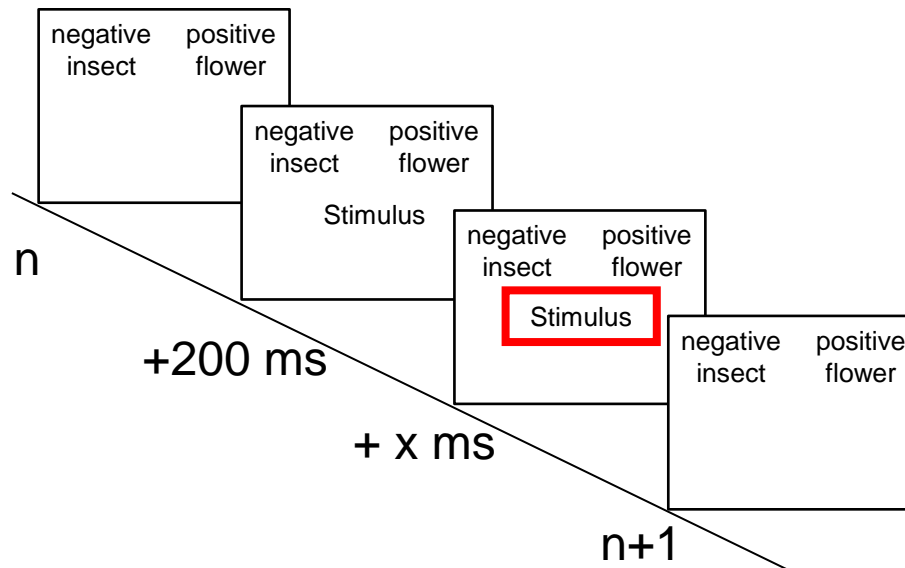 negative positive
insect flower
n
negative positive
insect flower
Stimulus
+200 ms
negative positive
insect flower
Stimulus
+ x ms
negative positive
insect flower
n+1